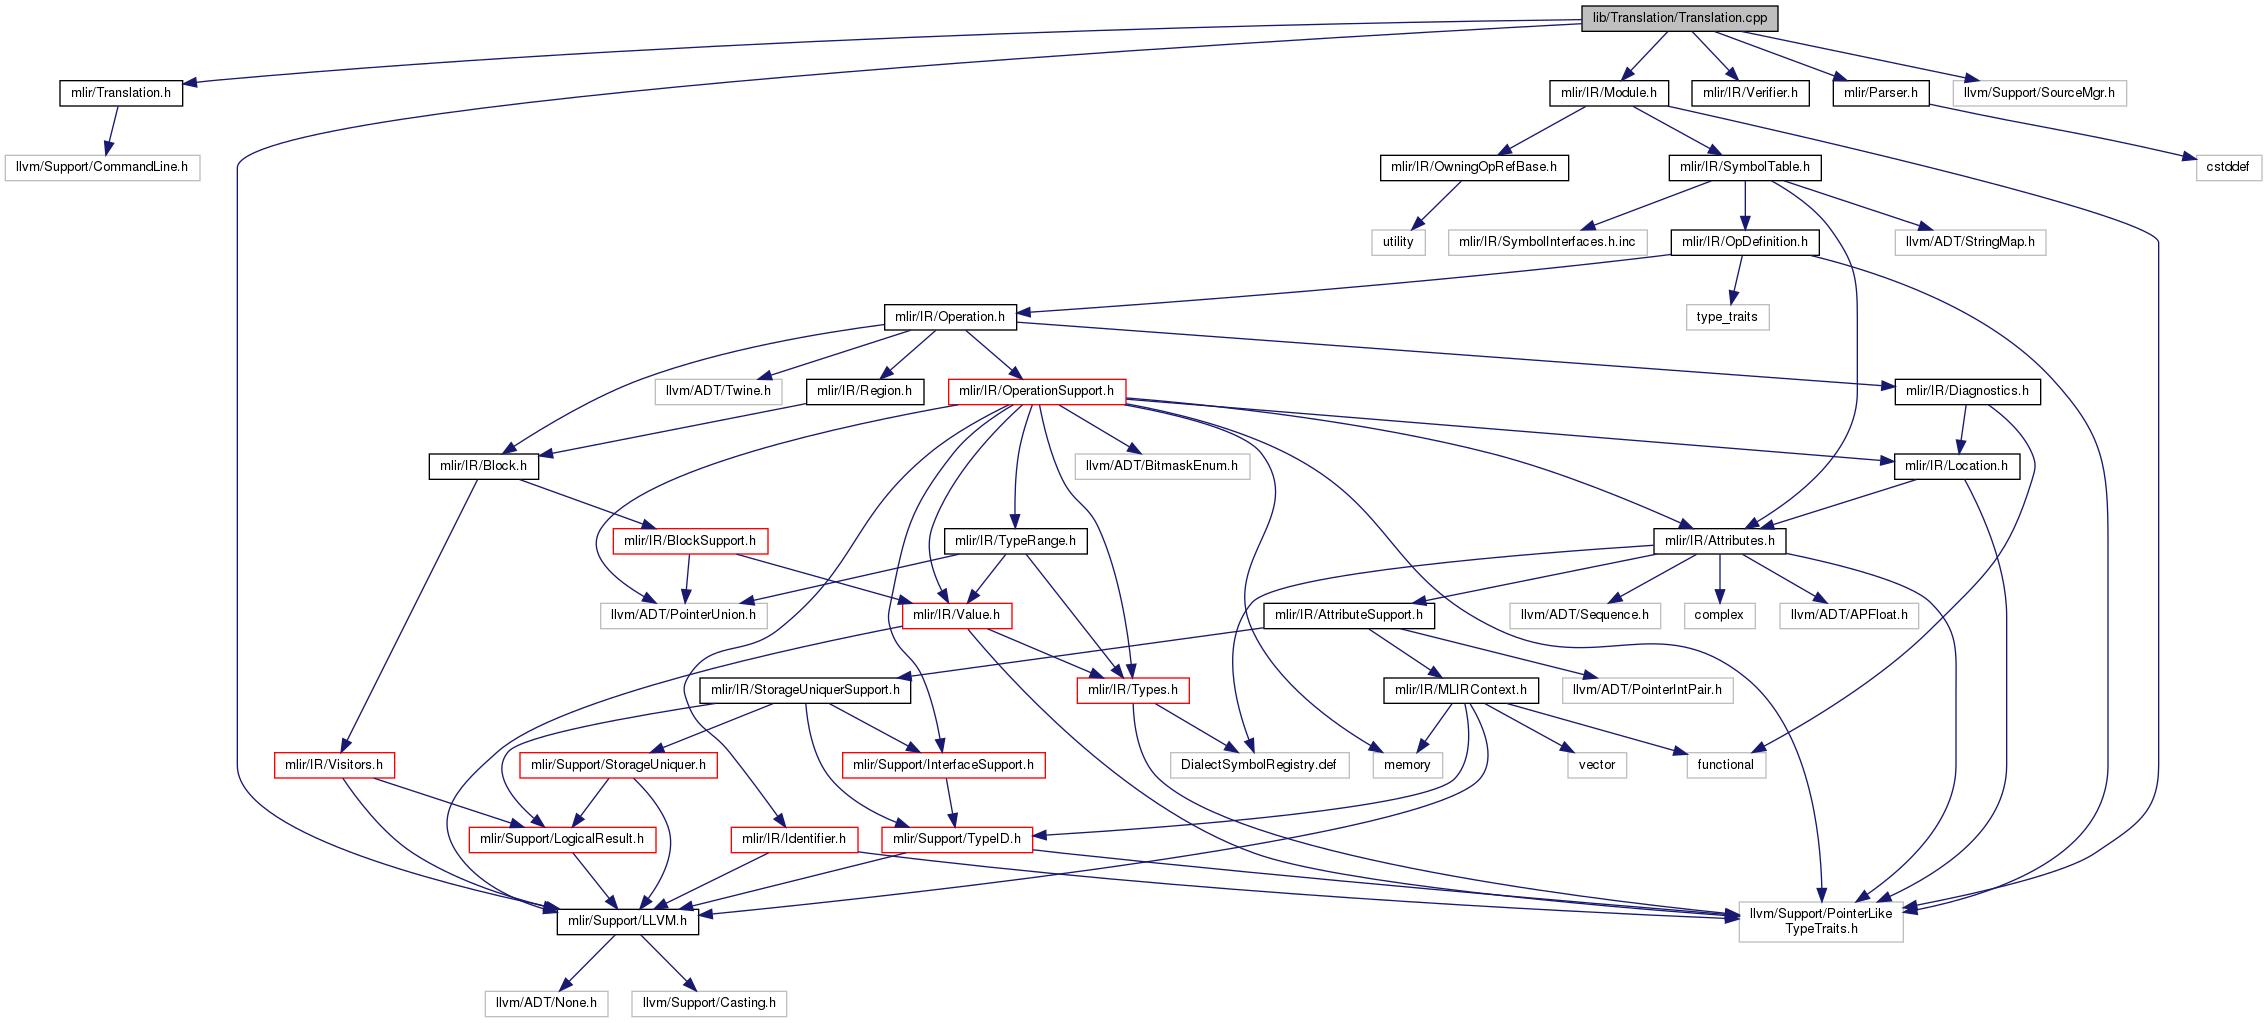 lib/Translation/Translation.cpp
mlir/Translation.h
mlir/IR/Module.h
mlir/IR/Verifier.h
mlir/Parser.h
llvm/Support/SourceMgr.h
llvm/Support/CommandLine.h
mlir/IR/OwningOpRefBase.h
mlir/IR/SymbolTable.h
cstddef
utility
mlir/IR/SymbolInterfaces.h.inc
mlir/IR/OpDefinition.h
llvm/ADT/StringMap.h
mlir/IR/Operation.h
type_traits
llvm/ADT/Twine.h
mlir/IR/Region.h
mlir/IR/OperationSupport.h
mlir/IR/Diagnostics.h
mlir/IR/Block.h
llvm/ADT/BitmaskEnum.h
mlir/IR/Location.h
mlir/IR/BlockSupport.h
mlir/IR/TypeRange.h
mlir/IR/Attributes.h
llvm/ADT/PointerUnion.h
mlir/IR/Value.h
mlir/IR/AttributeSupport.h
llvm/ADT/Sequence.h
complex
llvm/ADT/APFloat.h
mlir/IR/StorageUniquerSupport.h
mlir/IR/Types.h
mlir/IR/MLIRContext.h
llvm/ADT/PointerIntPair.h
mlir/IR/Visitors.h
mlir/Support/StorageUniquer.h
mlir/Support/InterfaceSupport.h
DialectSymbolRegistry.def
memory
vector
functional
mlir/Support/LogicalResult.h
mlir/IR/Identifier.h
mlir/Support/TypeID.h
mlir/Support/LLVM.h
llvm/Support/PointerLike
TypeTraits.h
llvm/ADT/None.h
llvm/Support/Casting.h